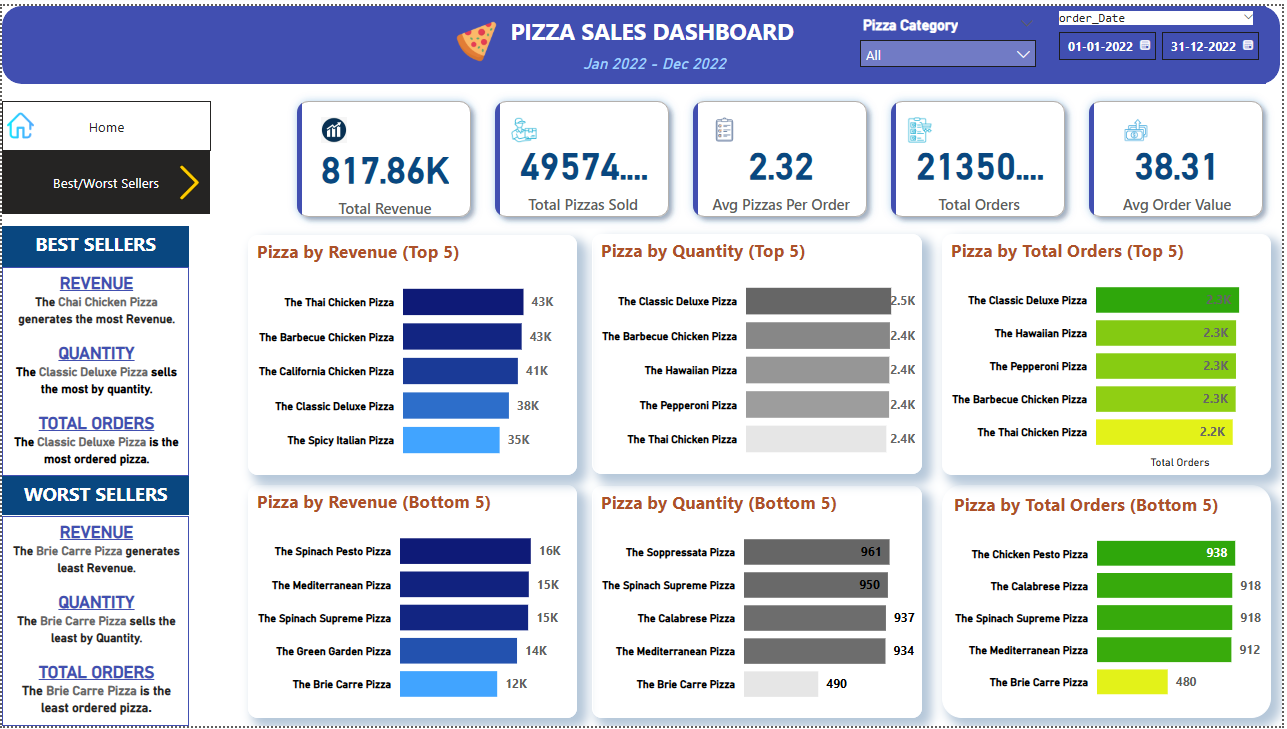 PIZZA SALES DASHBOARD
Jan 2022 - Dec 2022
Pizza Category
All
order_Date
01-01-2022
31-12-2022
Home
Best/Worst Sellers
817.86K
Total Revenue
49574....
Total Pizzas Sold
2.32
Avg Pizzas Per Order
21350....
Total Orders
38.31
Avg Order Value
BEST SELLERS
REVENUE
The Chai Chicken Pizza
generates the most Revenue.
QUANTITY
The Classic Deluxe Pizza sells
the most by quantity.
TOTAL ORDERS
The Classic Deluxe Pizza is the
most ordered pizza.
WORST SELLERS
REVENUE
The Brie Carre Pizza generates
least Revenue.
QUANTITY
The Brie Carre Pizza sells the
least by Quantity.
TOTAL ORDERS
The Brie Carre Pizza is the
least ordered pizza.
Pizza by Revenue (Top 5)
The Thai Chicken Pizza 43K
The Barbecue Chicken Pizza 43K
The California Chicken Pizza 41K
The Classic Deluxe Pizza 38K
The Spicy Italian Pizza 35K
Pizza by Quantity (Top 5)
The Classic Deluxe Pizza 2.5K
The Barbecue Chicken Pizza 2.4K
The Hawaiian Pizza 2.4K
The Pepperoni Pizza 2.4K
The Thai Chicken Pizza 2.4K
Pizza by Total Orders (Top 5)
The Classic Deluxe Pizza 2.3K
The Hawaiian Pizza 2.3K
The Pepperoni Pizza 2.3K
The Barbecue Chicken Pizza 2.3K
The Thai Chicken Pizza 2.2K
Total Orders
Pizza by Revenue (Bottom 5)
The Spinach Pesto Pizza 16K
The Mediterranean Pizza 15K
The Spinach Supreme Pizza 15K
The Green Garden Pizza 14K
The Brie Carre Pizza 12K
Pizza by Quantity (Bottom 5)
The Soppressata Pizza 961
The Spinach Supreme Pizza 950
The Calabrese Pizza 937
The Mediterranean Pizza 934
The Brie Carre Pizza 490
Pizza by Total Orders (Bottom 5)
The Chicken Pesto Pizza 938
The Calabrese Pizza 918
The Spinach Supreme Pizza 918
The Mediterranean Pizza 912
The Brie Carre Pizza 480